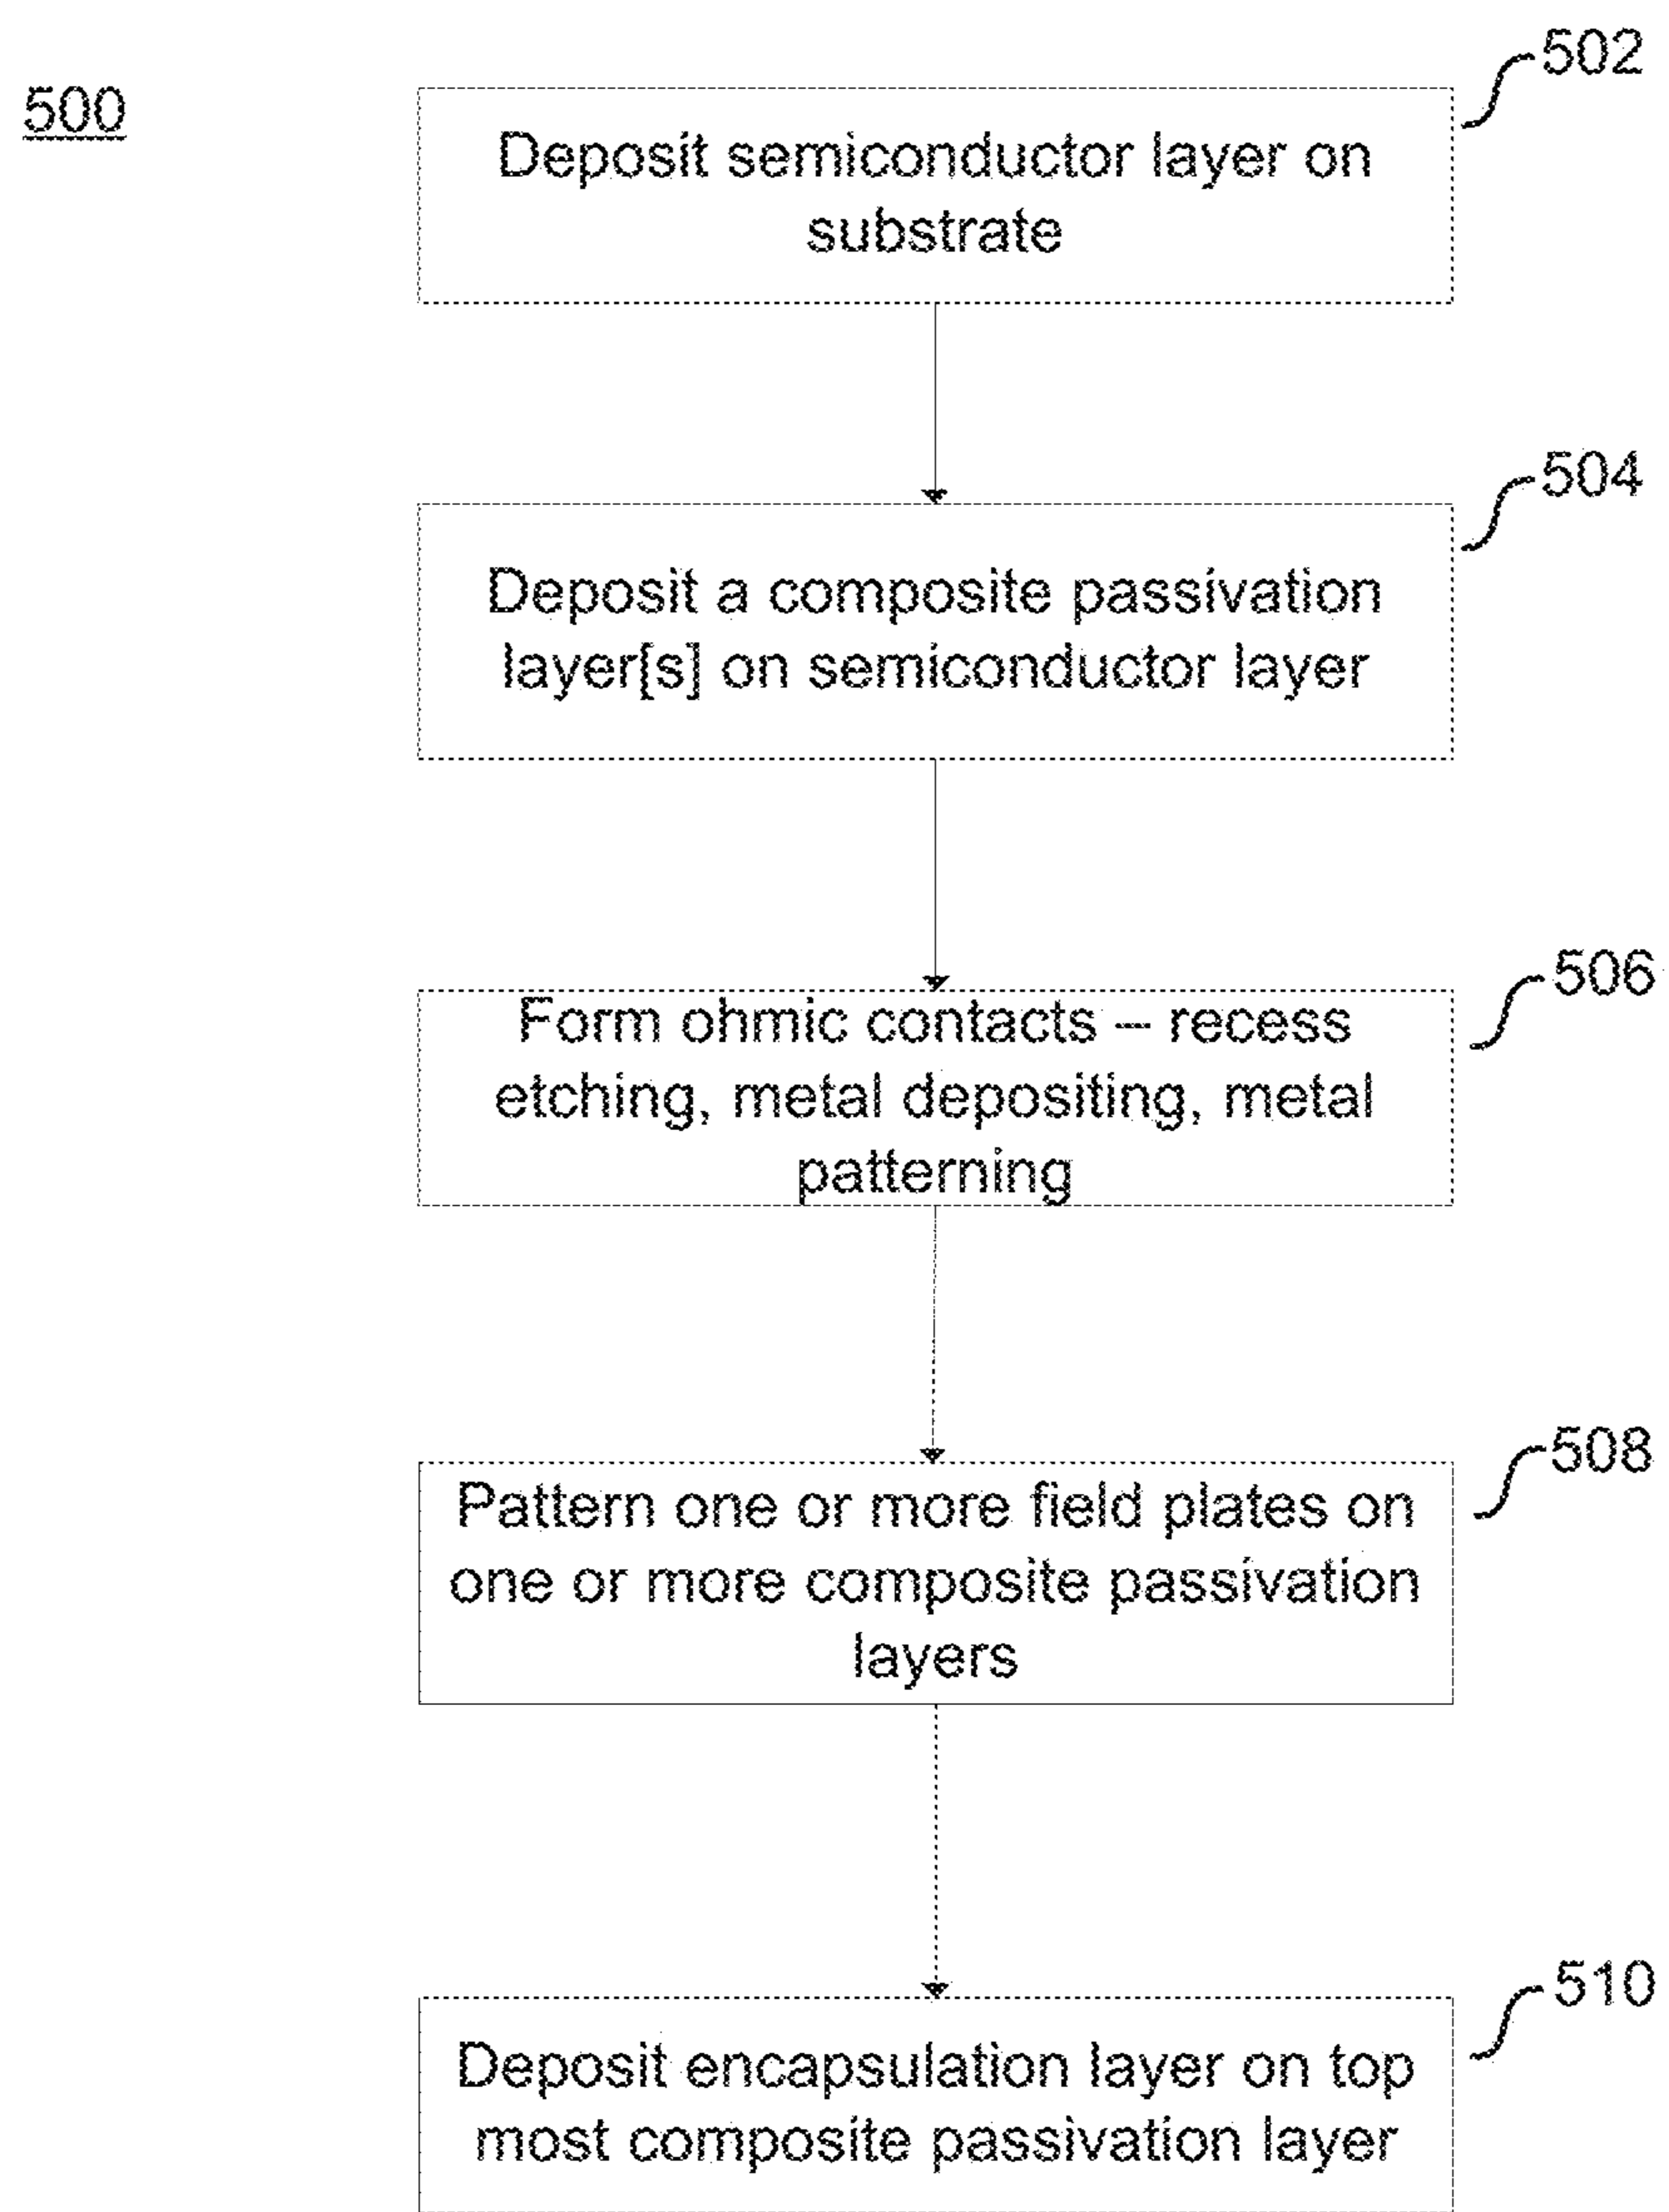 500
502
Deposit semiconductor layer on
substrate
504
Deposit a composite passivation
layer[s] on semiconductor layer
506
Form ohmic contacts – recess
etching, metal depositing, metal
patterning
508
Pattern one or more field plates on
one or more composite passivation
layers
510
Deposit encapsulation layer on top
most composite passivation layer